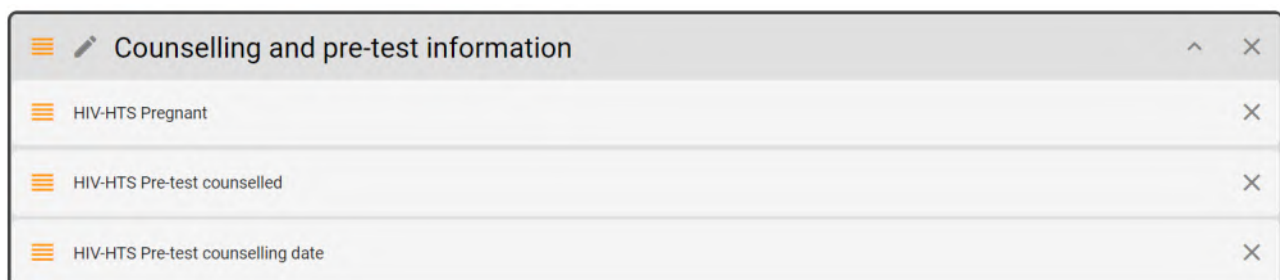 Counselling and pre-test information
HIV-HTS Pregnant
HIV-HTS Pre-test counselled
HIV-HTS Pre-test counselling date